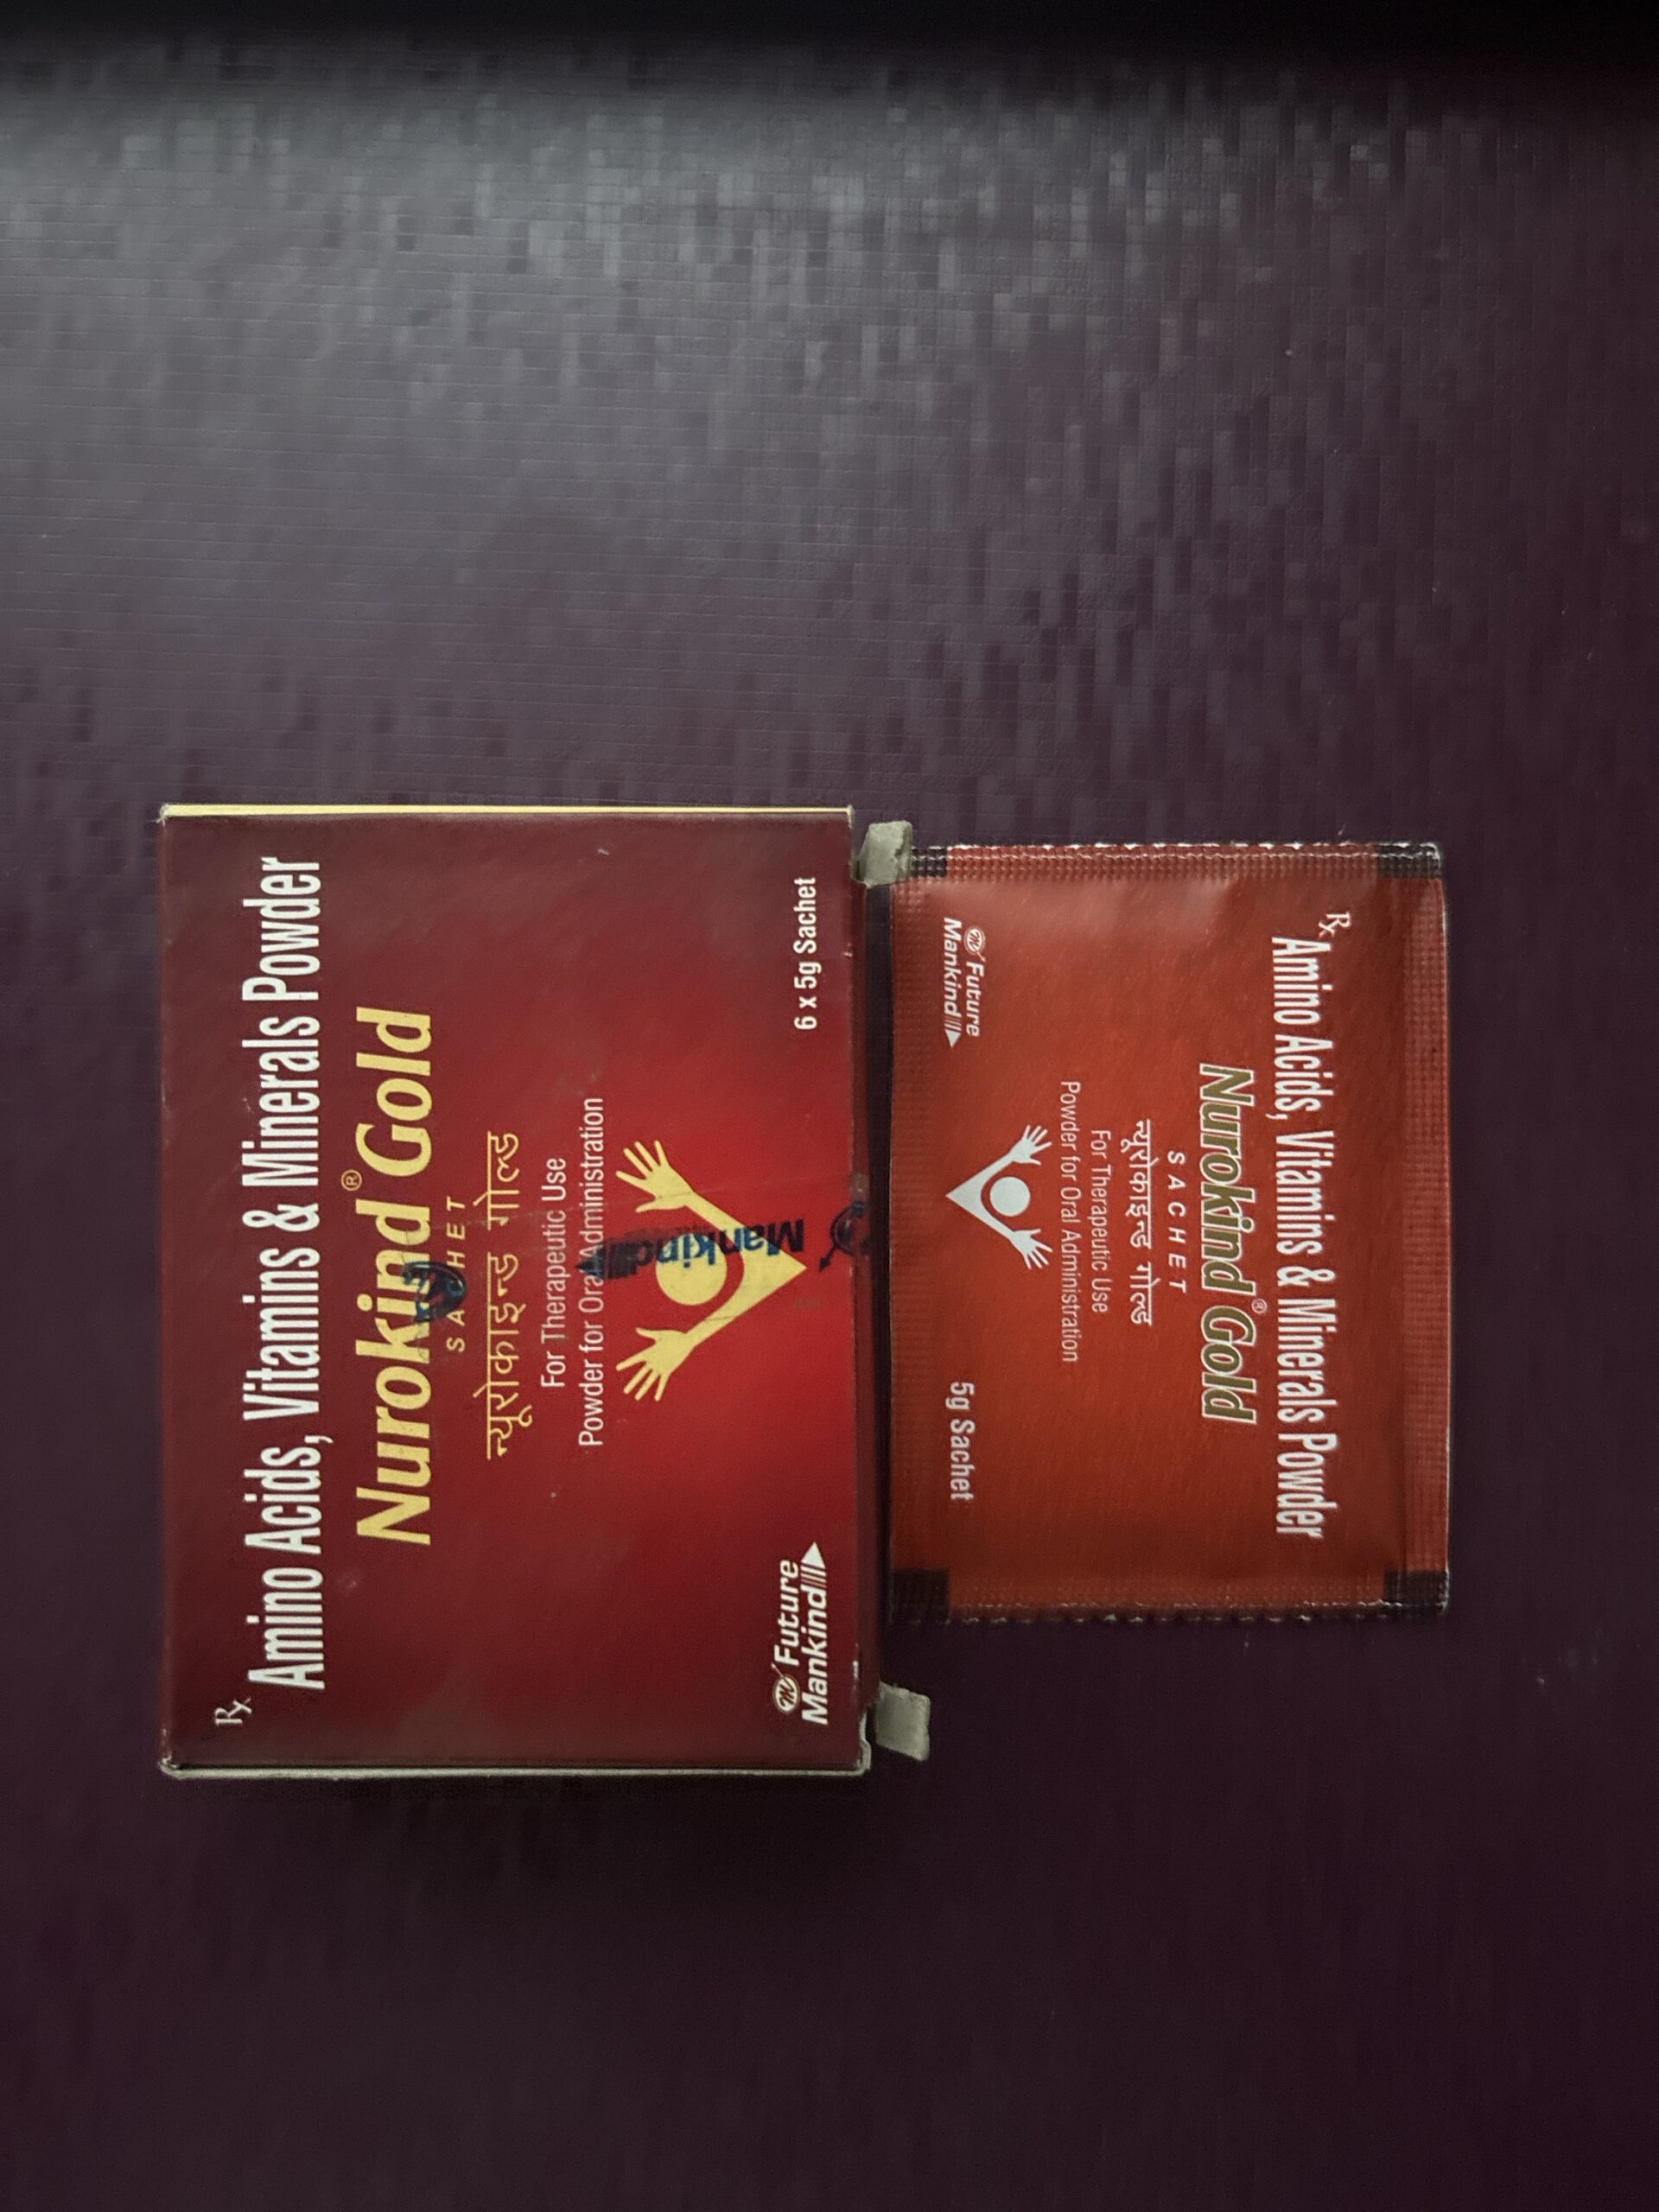 Rx
Amino Acids, Vitamins & Minerals Powder
Nurokind® Gold
SACHET
न्यूरोकाइन्ड गोल्ड
For Therapeutic Use
Powder for Oral Administration
Mankind
Future
Mankind
6 x 5g Sachet
Rx
Amino Acids, Vitamins & Minerals Powder
Nurokind® Gold
SACHET
न्यूरोकाइन्ड गोल्ड
For Therapeutic Use
Powder for Oral Administration
Future
Mankind
5g Sachet